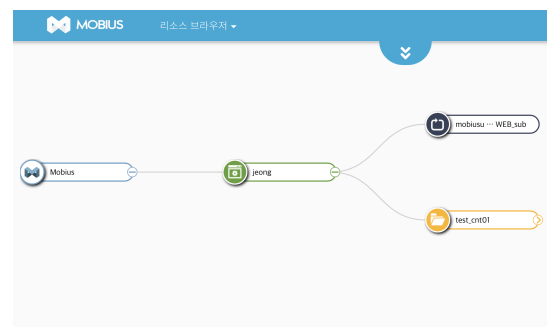 MOBIUS
리소스 브라우저
mobiusu ··· WEB_sub
Mobius
jeong
test_cnt01